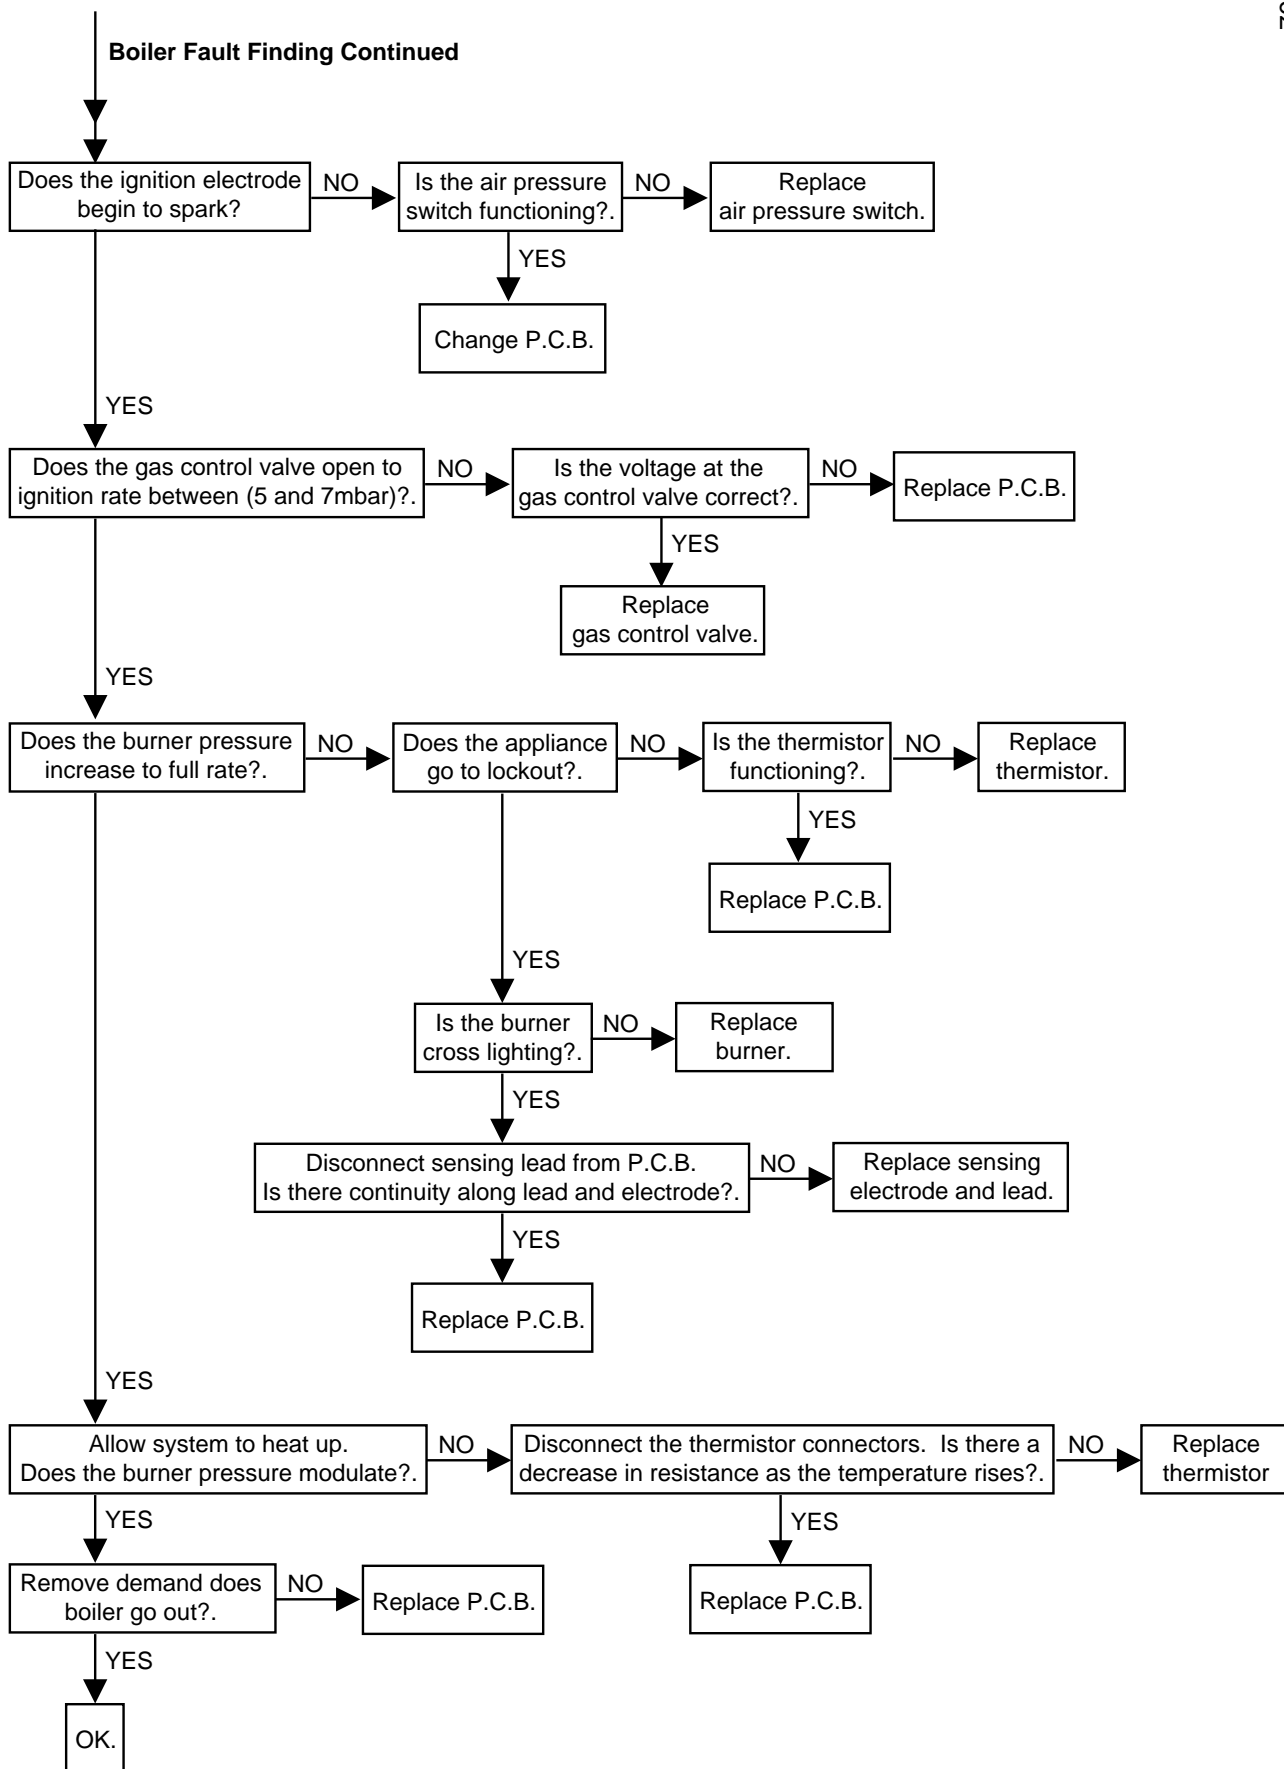 Boiler Fault Finding Continued
Does the ignition electrode
begin to spark?
NO
Is the air pressure
switch functioning?.
NO
Replace
air pressure switch.
YES
Change P.C.B.
YES
Does the gas control valve open to
ignition rate between (5 and 7mbar)?.
NO
Is the voltage at the
gas control valve correct?.
NO
Replace P.C.B.
YES
Replace
gas control valve.
YES
Does the burner pressure
increase to full rate?.
NO
Does the appliance
go to lockout?.
NO
Is the thermistor
functioning?.
NO
Replace
thermistor.
YES
Replace P.C.B.
YES
Is the burner
cross lighting?.
NO
Replace
burner.
YES
Disconnect sensing lead from P.C.B.
Is there continuity along lead and electrode?.
NO
Replace sensing
electrode and lead.
YES
Replace P.C.B.
YES
Allow system to heat up.
Does the burner pressure modulate?.
NO
Disconnect the thermistor connectors. Is there a
decrease in resistance as the temperature rises?.
NO
Replace
thermistor
YES
Replace P.C.B.
YES
Remove demand does
boiler go out?.
NO
Replace P.C.B.
YES
OK.